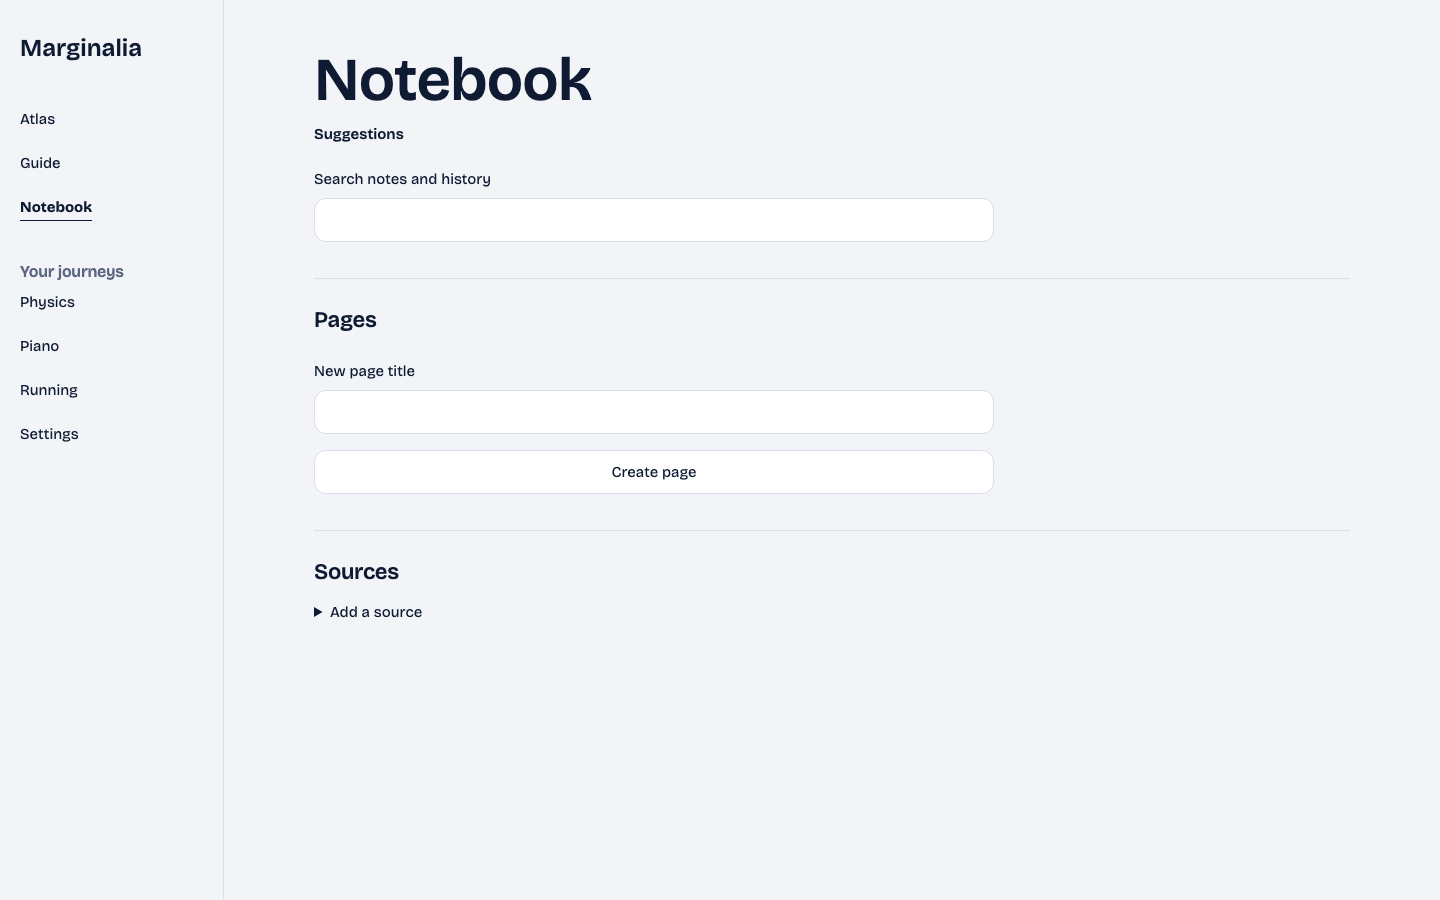 Marginalia
Atlas
Guide
Notebook
Your journeys
Physics
Piano
Running
Settings
Notebook
Suggestions
Search notes and history
Pages
New page title
Create page
Sources
Add a source